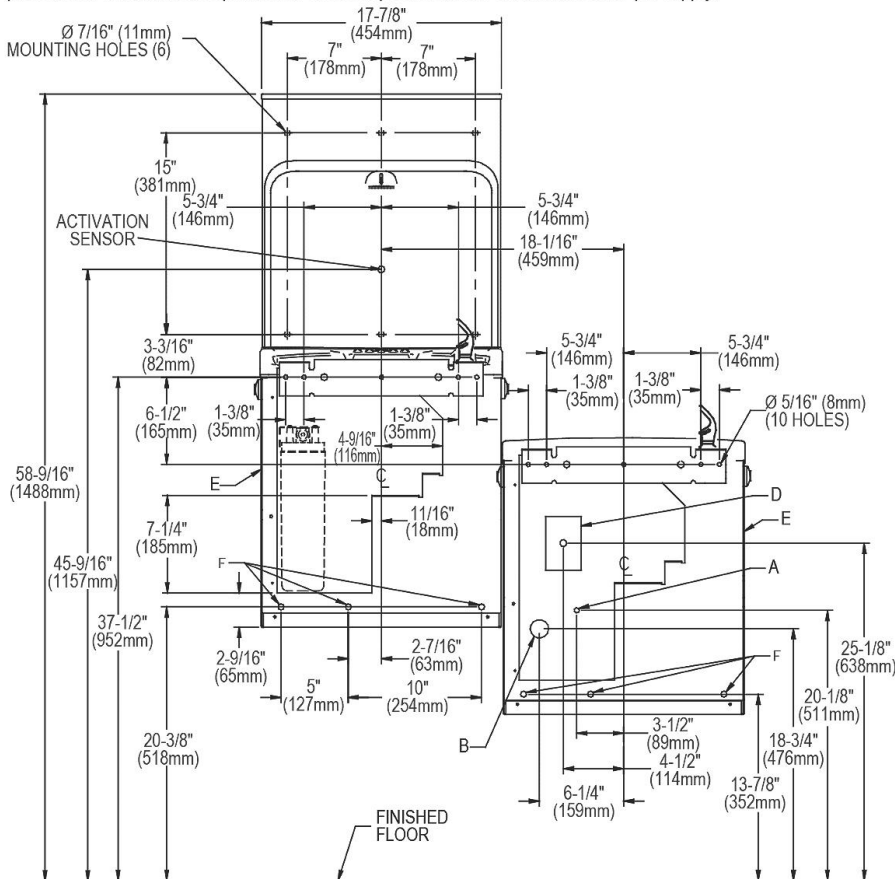 17-7/8"
(454mm)
Ø 7/16" (11mm)
MOUNTING HOLES (6)
7"
(178mm)
7"
(178mm)
15"
(381mm)
5-3/4"
(146mm)
5-3/4"
(146mm)
ACTIVATION
SENSOR
18-1/16"
(459mm)
3-3/16"
(82mm)
5-3/4"
(146mm)
5-3/4"
(146mm)
6-1/2"
(165mm)
1-3/8"
(35mm)
1-3/8"
(35mm)
1-3/8"
(35mm)
1-3/8"
(35mm)
Ø 5/16" (8mm)
(10 HOLES)
4-9/16"
(116mm)
58-9/16"
(1488mm)
E
C
D
E
7-1/4"
(185mm)
11/16"
(18mm)
45-9/16"
(1157mm)
F
C
A
37-1/2"
(952mm)
25-1/8"
(638mm)
2-9/16"
(65mm)
2-7/16"
(63mm)
F
5"
(127mm)
10"
(254mm)
20-1/8"
(511mm)
20-3/8"
(518mm)
B
3-1/2"
(89mm)
18-3/4"
(476mm)
4-1/2"
(114mm)
13-7/8"
(352mm)
6-1/4"
(159mm)
FINISHED
FLOOR